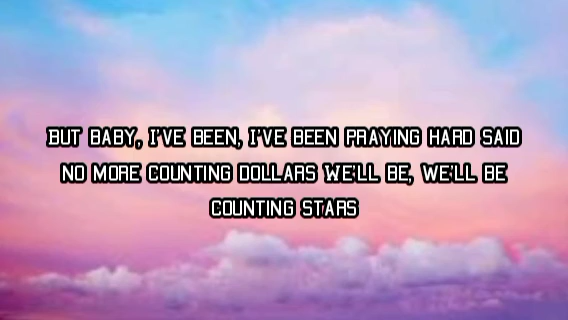 BUT BABY, I'VE BEEN, I'VE BEEN PRAYING HARD SAID
NO MORE COUNTING DOLLARS WE'LL BE, WE'LL BE
COUNTING STARS